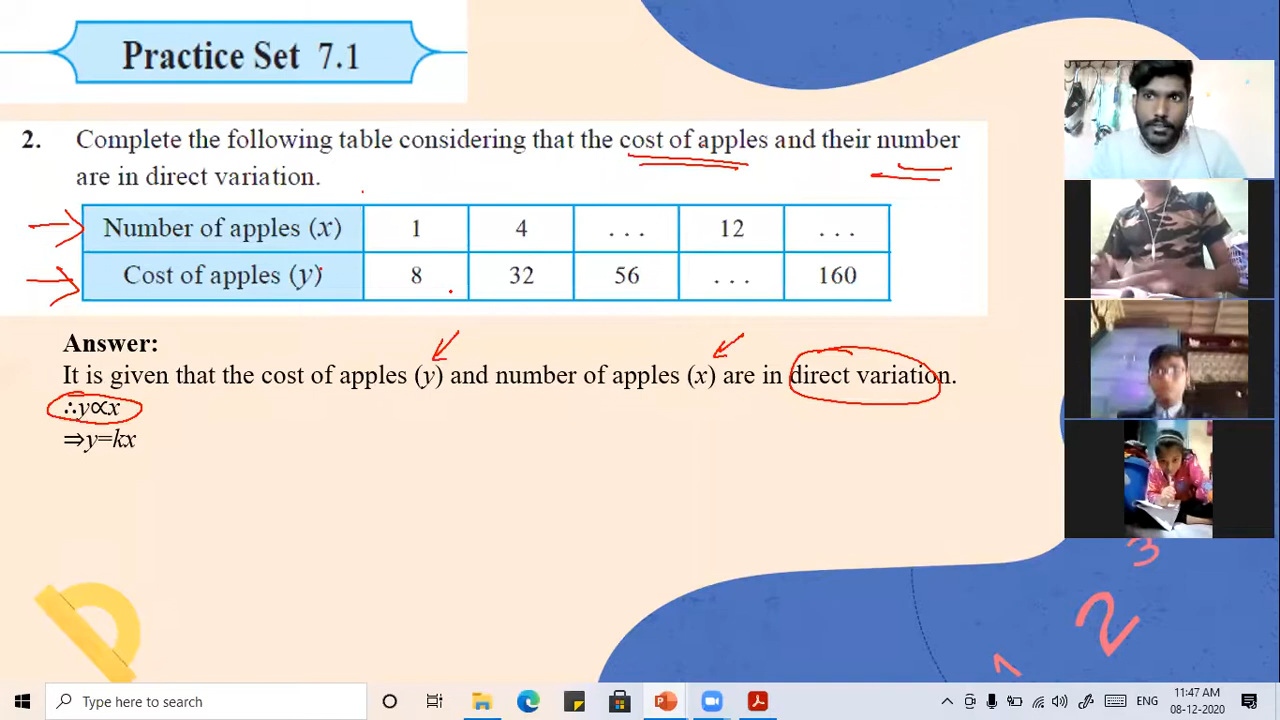 Practice Set 7.1
2. Complete the following table considering that the cost of apples and their number
are in direct variation.
Number of apples (x) 1 4 ... 12 ...
Cost of apples (y) 8 32 56 ... 160
Answer:
It is given that the cost of apples (y) and number of apples (x) are in direct variation.
∴y∝x
⇒y=kx
3
2
1
Type here to search
ENG
11:47 AM
08-12-2020